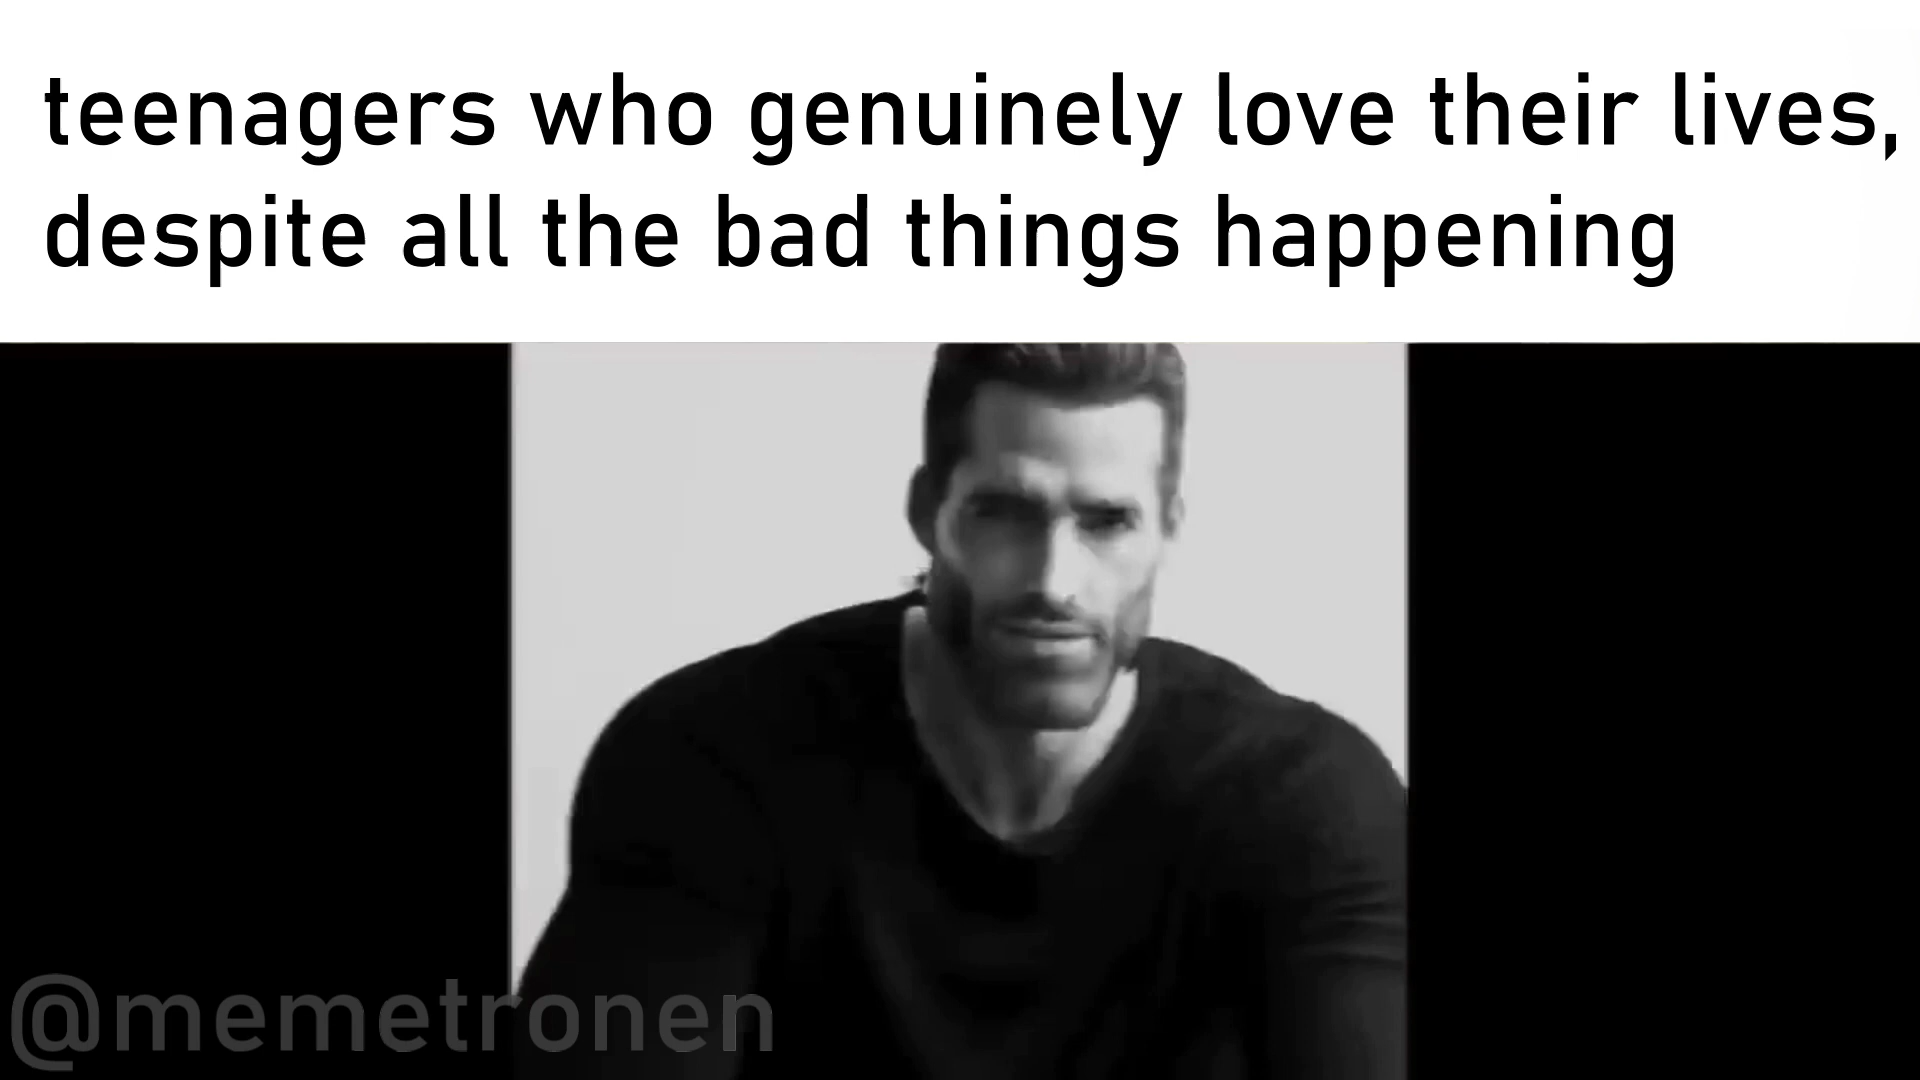 teenagers who genuinely love their lives,
despite all the bad things happening
@memetronen